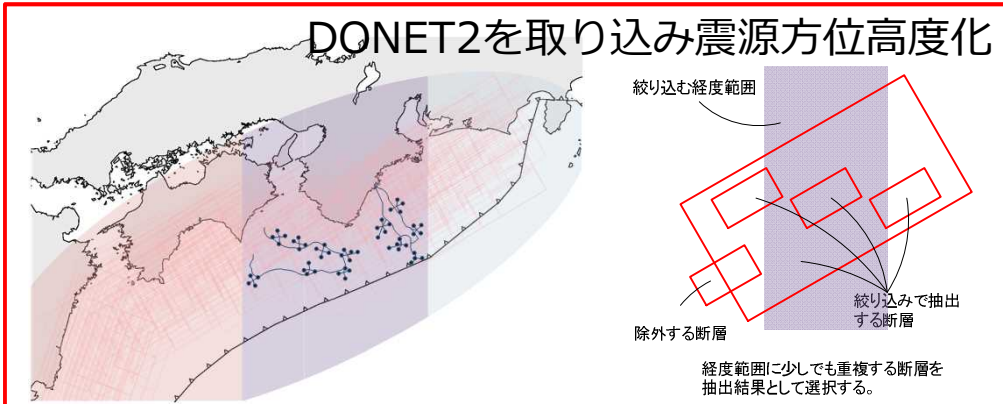 DONET2を取り込み震源方位高度化
絞り込む経度範囲
絞り込みで抽出
する断層
除外する断層
経度範囲に少しでも重複する断層を
抽出結果として選択する。